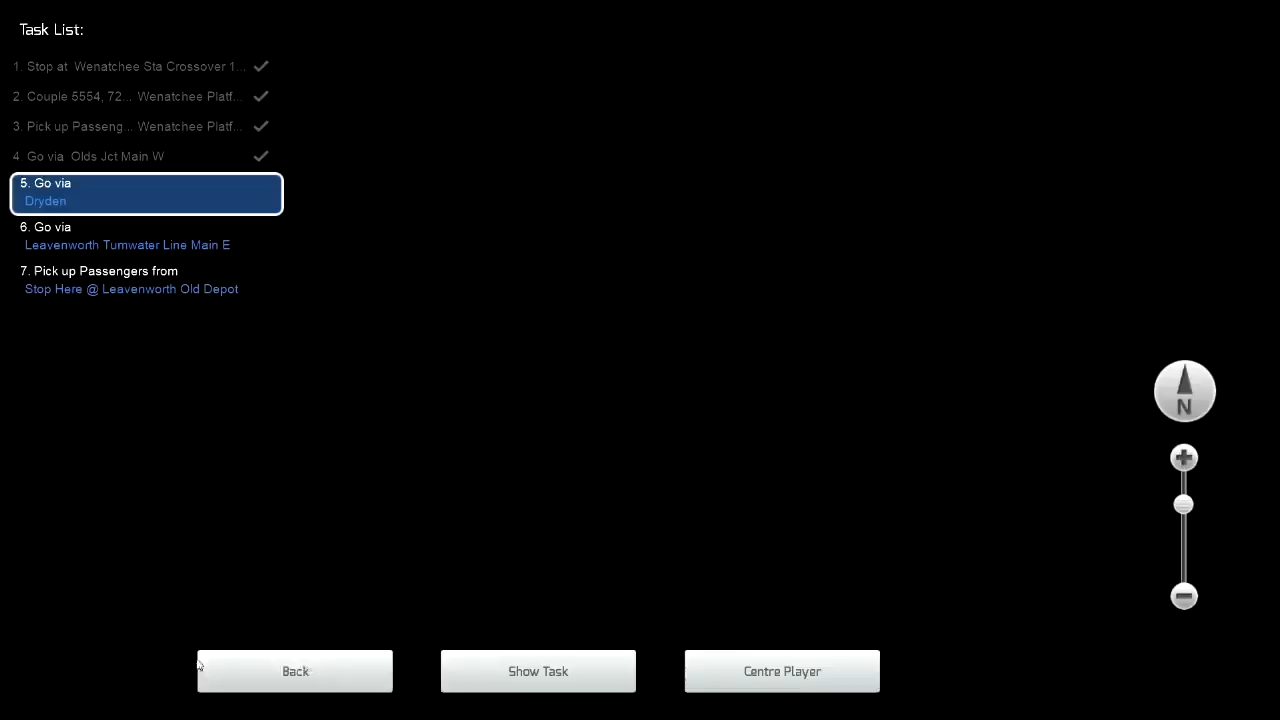 Task List:
1. Stop at Wenatchee Sta Crossover 1...
2. Couple 5554, 72... Wenatchee Platf...
3. Pick up Passeng... Wenatchee Platf...
4 Go via Olds Jct Main W
5. Go via
Dryden
6. Go via
Leavenworth Tumwater Line Main E
7. Pick up Passengers from
Stop Here @ Leavenworth Old Depot
N
Back
Show Task
Centre Player